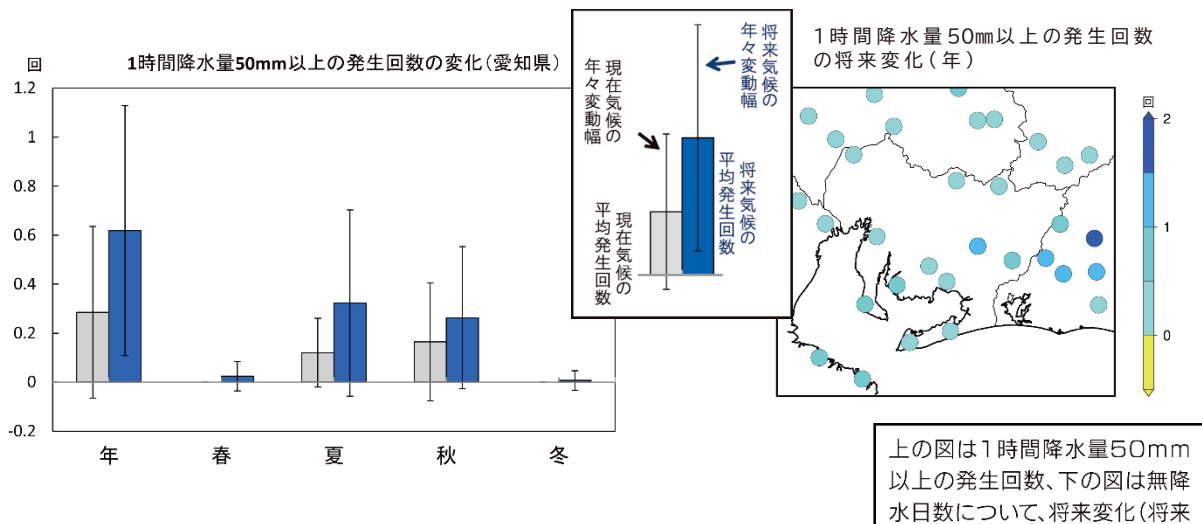 回
1時間降水量50mm以上の発生回数の変化(愛知県)
1.2
1
0.8
0.6
0.4
0.2
0
-0.2
年
春
夏
秋
冬
現在気候の
年々変動幅
将来気候の
年々変動幅
現在気候の
平均発生回数
将来気候の
平均発生回数
1時間降水量50㎜以上の発生回数
の将来変化(年)
回
2
1
0
上の図は1時間降水量50mm
以上の発生回数、下の図は無降
水日数について、将来変化(将来